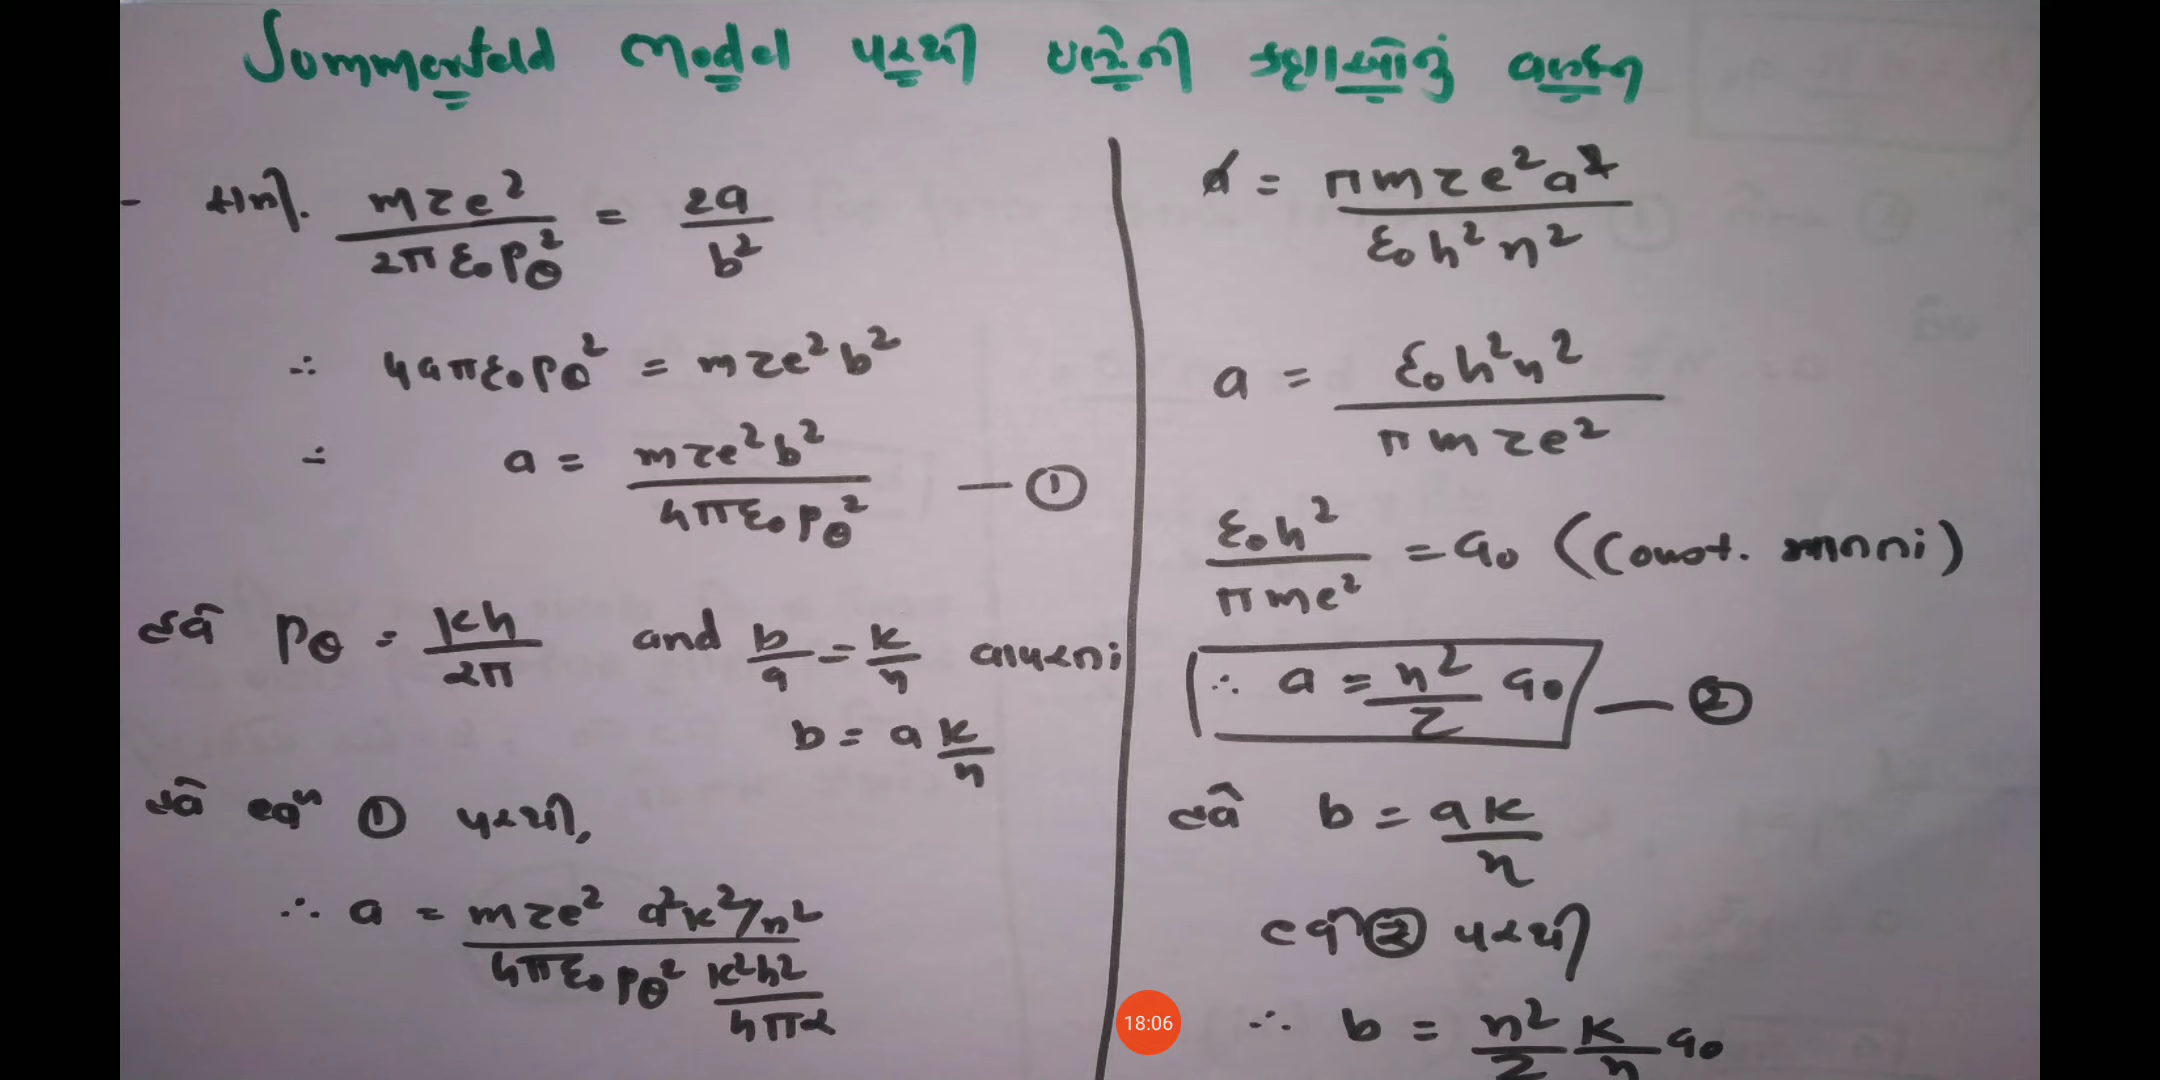 Sommerfeld Model પરથી ઇલે.ની કક્ષાઓનું વર્ણન
- સમી. mze² / 2πε₀pθ² = 2a / b²
∴ 4aπε₀pθ² = mze²b²
∴ a = mze²b² / 4πε₀pθ² — ①
હવે pθ = kh / 2π and b/a = k/n વાપરતાં
b = a k/n
હવે eqⁿ ① પરથી,
∴ a = mze² a²k²/n² / 4πε₀pθ² k²h² / 4π²
a = πmze²a² / ε₀h²n²
a = ε₀h²n² / πmze²
ε₀h² / πme² = a₀ (Const. માનતાં)
∴ a = n²/z a₀ — ②
હવે b = ak / n
eqⁿ ② પરથી
∴ b = n²/z k/n a₀
18:06